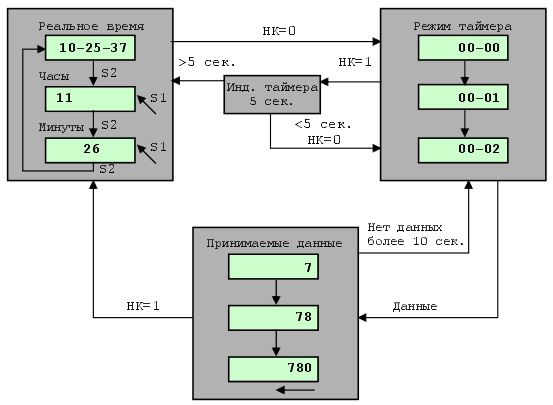 Реальное время
10-25-37
S2
Часы
11
S1
S2
Минуты
26
S1
S2
НК=0
>5 сек.
НК=1
Инд. таймера
5 сек.
<5 сек.
НК=0
Режим таймера
00-00
00-01
00-02
Нет данных
более 10 сек.
Принимаемые данные
7
78
780
НК=1
Данные